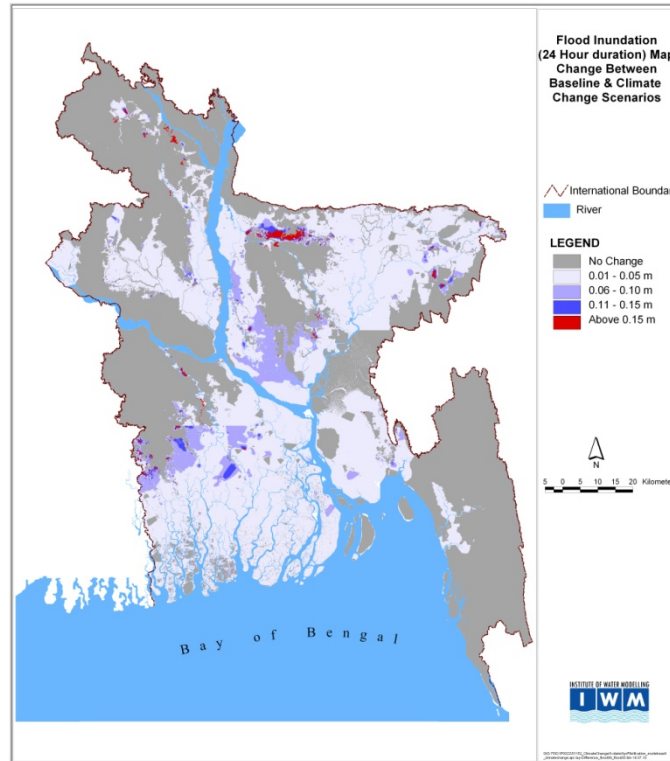 Flood Inundation
(24 Hour duration) Map
Change Between
Baseline & Climate
Change Scenarios
International Boundar
River
LEGEND
No Change
0.01 - 0.05 m
0.06 - 0.10 m
0.11 - 0.15 m
Above 0.15 m
N
5 0 5 10 15 20 Kilomete
Bay of Bengal
INSTITUTE OF WATER MODELLING
IWM